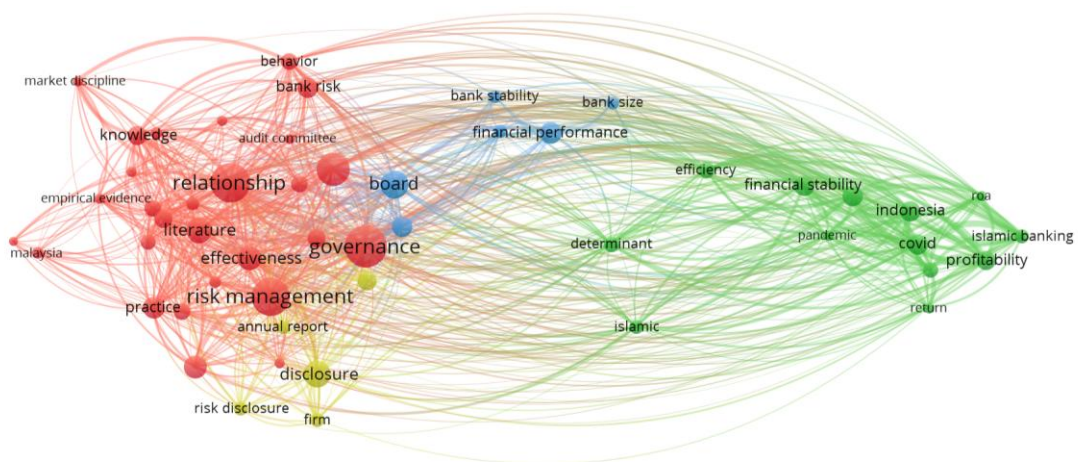 behavior
market discipline
bank risk
bank stability
bank size
knowledge
audit committee
financial performance
efficiency
relationship
board
financial stability
empirical evidence
roa
indonesia
literature
pandemic
islamic banking
malaysia
effectiveness
governance
determinant
covid
profitability
practice
risk management
return
annual report
islamic
disclosure
risk disclosure
firm